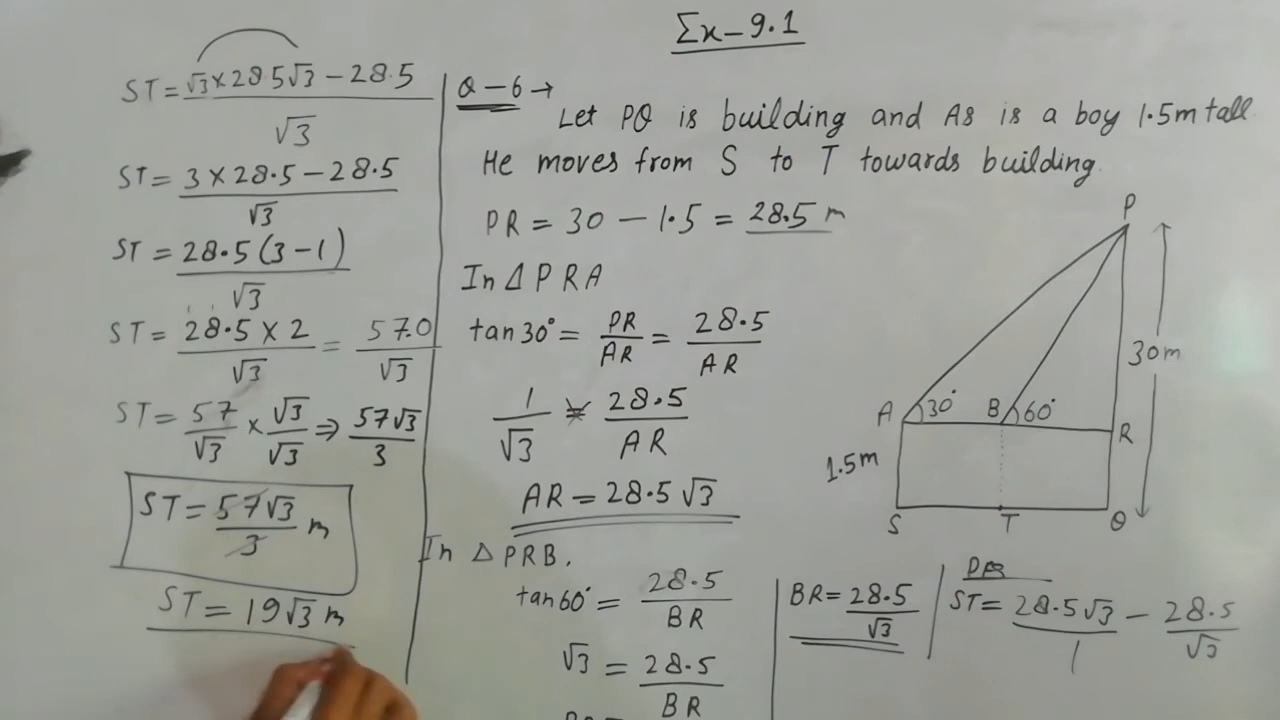 Ex-9.1
Q-6→
Let PQ is building and AS is a boy 1.5m tall
He moves from S to T towards building.
PR = 30 - 1.5 = 28.5 m
In Δ PRA
tan 30° = PR/AR = 28.5/AR
1/√3 = 28.5/AR
AR = 28.5√3
In Δ PRB.
tan 60° = 28.5/BR
√3 = 28.5/BR
BR = 28.5/√3
ST = 28.5√3/1 - 28.5/√3
ST = √3×28.5√3 - 28.5/√3
ST = 3×28.5 - 28.5/√3
ST = 28.5(3-1)/√3
ST = 28.5×2/√3 = 57.0/√3
ST = 57/√3 × √3/√3 ⇒ 57√3/3
ST = 57√3/3 m
ST = 19√3 m
P
30m
A 30° B 60°
R
1.5m
S T Q